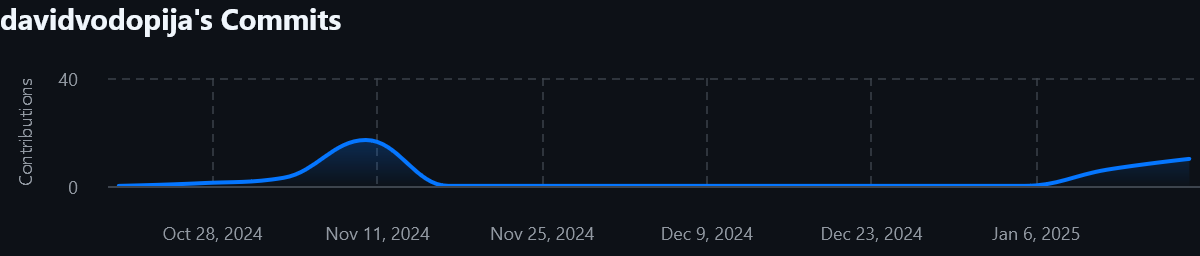 davidvodopija's Commits
Contributions
40
0
Oct 28, 2024 Nov 11, 2024 Nov 25, 2024 Dec 9, 2024 Dec 23, 2024 Jan 6, 2025